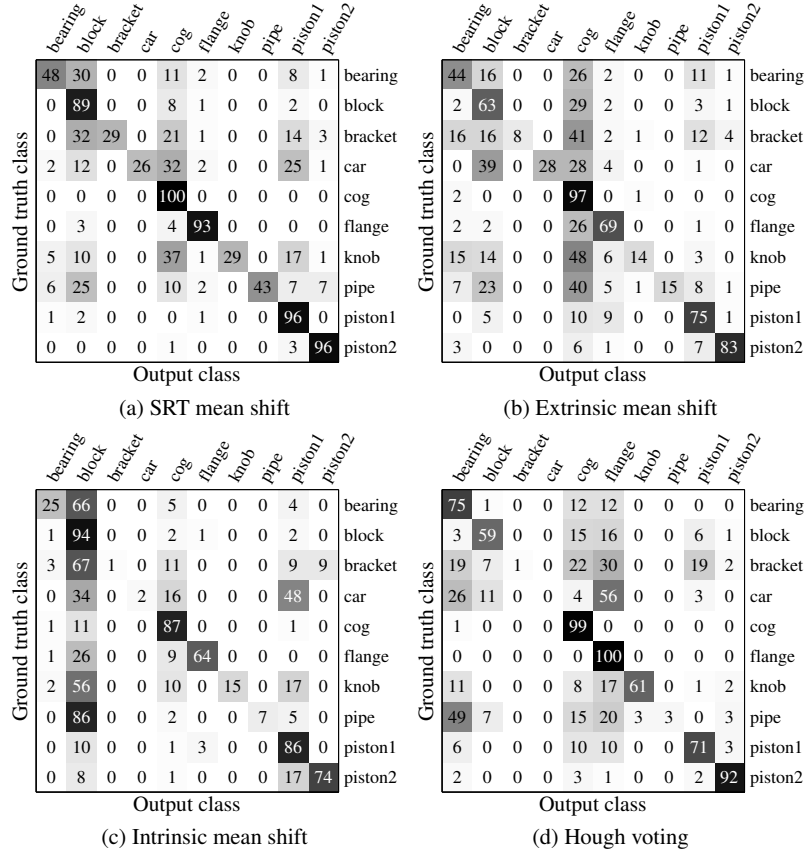 bearing block bracket car cog flange knob pipe piston1 piston2
48 30 0 0 11 2 0 0 8 1 bearing
0 89 0 0 8 1 0 0 2 0 block
0 32 29 0 21 1 0 0 14 3 bracket
2 12 0 26 32 2 0 0 25 1 car
0 0 0 0 100 0 0 0 0 0 cog
0 3 0 0 4 93 0 0 0 0 flange
5 10 0 0 37 1 29 0 17 1 knob
6 25 0 0 10 2 0 43 7 7 pipe
1 2 0 0 0 1 0 0 96 0 piston1
0 0 0 0 1 0 0 0 3 96 piston2
Ground truth class
Output class
(a) SRT mean shift
bearing block bracket car cog flange knob pipe piston1 piston2
44 16 0 0 26 2 0 0 11 1 bearing
2 63 0 0 29 2 0 0 3 1 block
16 16 8 0 41 2 1 0 12 4 bracket
0 39 0 28 28 4 0 0 1 0 car
2 0 0 0 97 0 1 0 0 0 cog
2 2 0 0 26 69 0 0 1 0 flange
15 14 0 0 48 6 14 0 3 0 knob
7 23 0 0 40 5 1 15 8 1 pipe
0 5 0 0 10 9 0 0 75 1 piston1
3 0 0 0 6 1 0 0 7 83 piston2
Ground truth class
Output class
(b) Extrinsic mean shift
bearing block bracket car cog flange knob pipe piston1 piston2
25 66 0 0 5 0 0 0 4 0 bearing
1 94 0 0 2 1 0 0 2 0 block
3 67 1 0 11 0 0 0 9 9 bracket
0 34 0 2 16 0 0 0 48 0 car
1 11 0 0 87 0 0 0 1 0 cog
1 26 0 0 9 64 0 0 0 0 flange
2 56 0 0 10 0 15 0 17 0 knob
0 86 0 0 2 0 0 7 5 0 pipe
0 10 0 0 1 3 0 0 86 0 piston1
0 8 0 0 1 0 0 0 17 74 piston2
Ground truth class
Output class
(c) Intrinsic mean shift
bearing block bracket car cog flange knob pipe piston1 piston2
75 1 0 0 12 12 0 0 0 0 bearing
3 59 0 0 15 16 0 0 6 1 block
19 7 1 0 22 30 0 0 19 2 bracket
26 11 0 0 4 56 0 0 3 0 car
1 0 0 0 99 0 0 0 0 0 cog
0 0 0 0 0 100 0 0 0 0 flange
11 0 0 0 8 17 61 0 1 2 knob
49 7 0 0 15 20 3 3 0 3 pipe
6 0 0 0 10 10 0 0 71 3 piston1
2 0 0 0 3 1 0 0 2 92 piston2
Ground truth class
Output class
(d) Hough voting